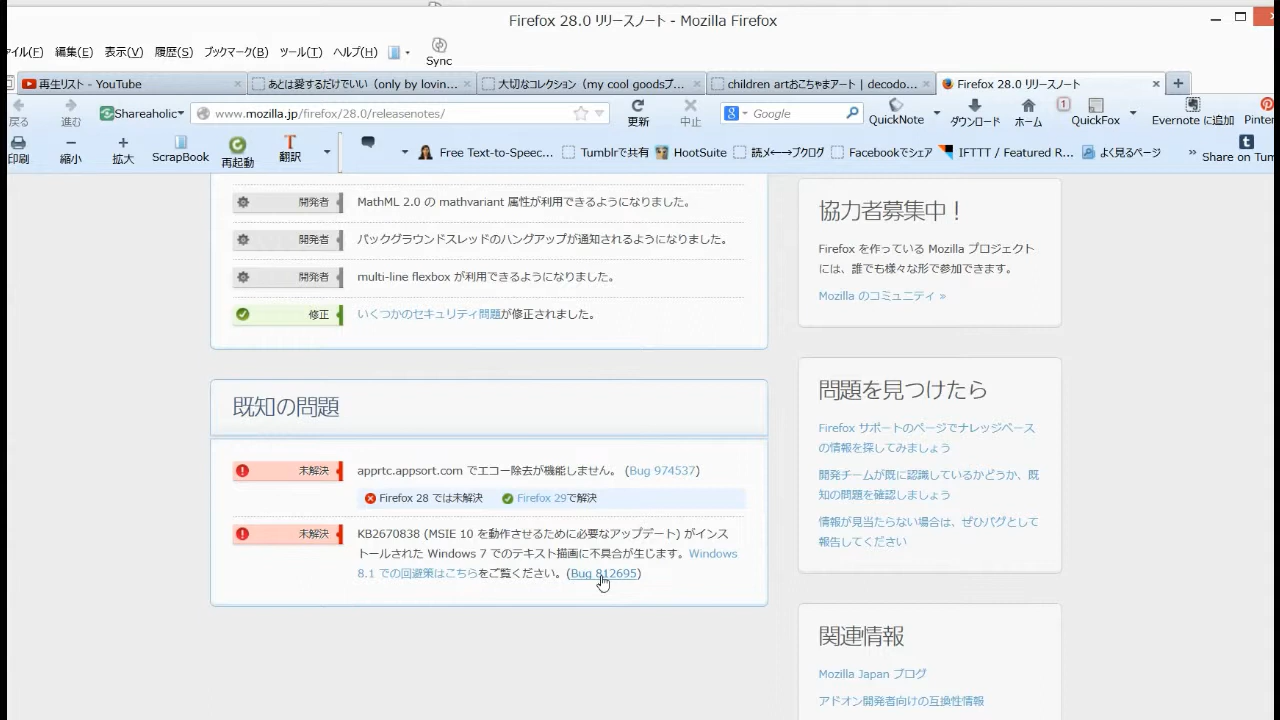 Firefox 28.0 リリースノート - Mozilla Firefox
イル(F) 編集(E) 表示(V) 履歴(S) ブックマーク(B) ツール(T) ヘルプ(H) Sync
再生リスト - YouTube
あとは愛するだけでいい（only by lovin...
大切なコレクション（my cool goodsブ...
children artおこちゃまアート | decodo...
Firefox 28.0 リリースノート
戻る 進む Shareaholic www.mozilla.jp/firefox/28.0/releasenotes/ 更新 中止 Google QuickNote ダウンロード ホーム 1 QuickFox Evernote に追加 Pinter
印刷 縮小 拡大 ScrapBook 再起動 翻訳 Free Text-to-Speec... Tumblrで共有 HootSuite 読メ←→ブクログ Facebookでシェア IFTTT / Featured R... よく見るページ » Share on Tum
開発者 MathML 2.0 の mathvariant 属性が利用できるようになりました。
開発者 バックグラウンドスレッドのハングアップが通知されるようになりました。
開発者 multi-line flexbox が利用できるようになりました。
修正 いくつかのセキュリティ問題が修正されました。
既知の問題
未解決 apprtc.appsort.com でエコー除去が機能しません。 (Bug 974537)
Firefox 28 では未解決 Firefox 29で解決
未解決 KB2670838 (MSIE 10 を動作させるために必要なアップデート) がインス
トールされた Windows 7 でのテキスト描画に不具合が生じます。Windows
8.1 での回避策はこちらをご覧ください。(Bug 812695)
協力者募集中！
Firefox を作っている Mozilla プロジェクト
には、誰でも様々な形で参加できます。
Mozilla のコミュニティ »
問題を見つけたら
Firefox サポートのページでナレッジベース
の情報を探してみましょう
開発チームが既に認識しているかどうか、既
知の問題を確認しましょう
情報が見当たらない場合は、ぜひバグとして
報告してください
関連情報
Mozilla Japan ブログ
アドオン開発者向けの互換性情報